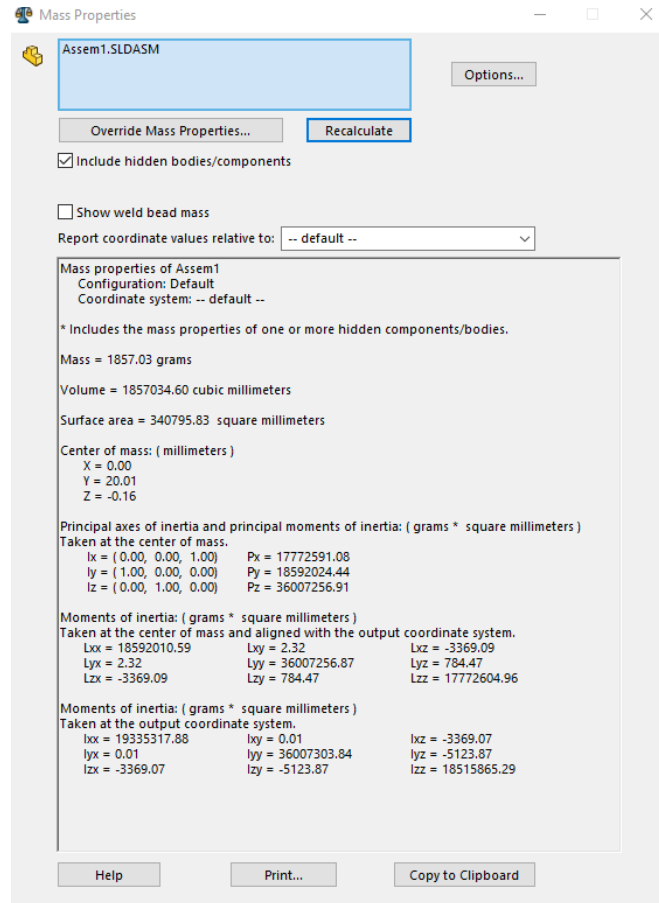 Mass Properties
Assem1.SLDASM
Options...
Override Mass Properties...
Recalculate
Include hidden bodies/components
Show weld bead mass
Report coordinate values relative to:
-- default --
Mass properties of Assem1
Configuration: Default
Coordinate system: -- default --
* Includes the mass properties of one or more hidden components/bodies.
Mass = 1857.03 grams
Volume = 1857034.60 cubic millimeters
Surface area = 340795.83 square millimeters
Center of mass: ( millimeters )
X = 0.00
Y = 20.01
Z = -0.16
Principal axes of inertia and principal moments of inertia: ( grams * square millimeters )
Taken at the center of mass.
Ix = ( 0.00, 0.00, 1.00) Px = 17772591.08
Iy = ( 1.00, 0.00, 0.00) Py = 18592024.44
Iz = ( 0.00, 1.00, 0.00) Pz = 36007256.91
Moments of inertia: ( grams * square millimeters )
Taken at the center of mass and aligned with the output coordinate system.
Lxx = 18592010.59 Lxy = 2.32 Lxz = -3369.09
Lyx = 2.32 Lyy = 36007256.87 Lyz = 784.47
Lzx = -3369.09 Lzy = 784.47 Lzz = 17772604.96
Moments of inertia: ( grams * square millimeters )
Taken at the output coordinate system.
Ixx = 19335317.88 Ixy = 0.01 Ixz = -3369.07
Iyx = 0.01 Iyy = 36007303.84 Iyz = -5123.87
Izx = -3369.07 Izy = -5123.87 Izz = 18515865.29
Help
Print...
Copy to Clipboard